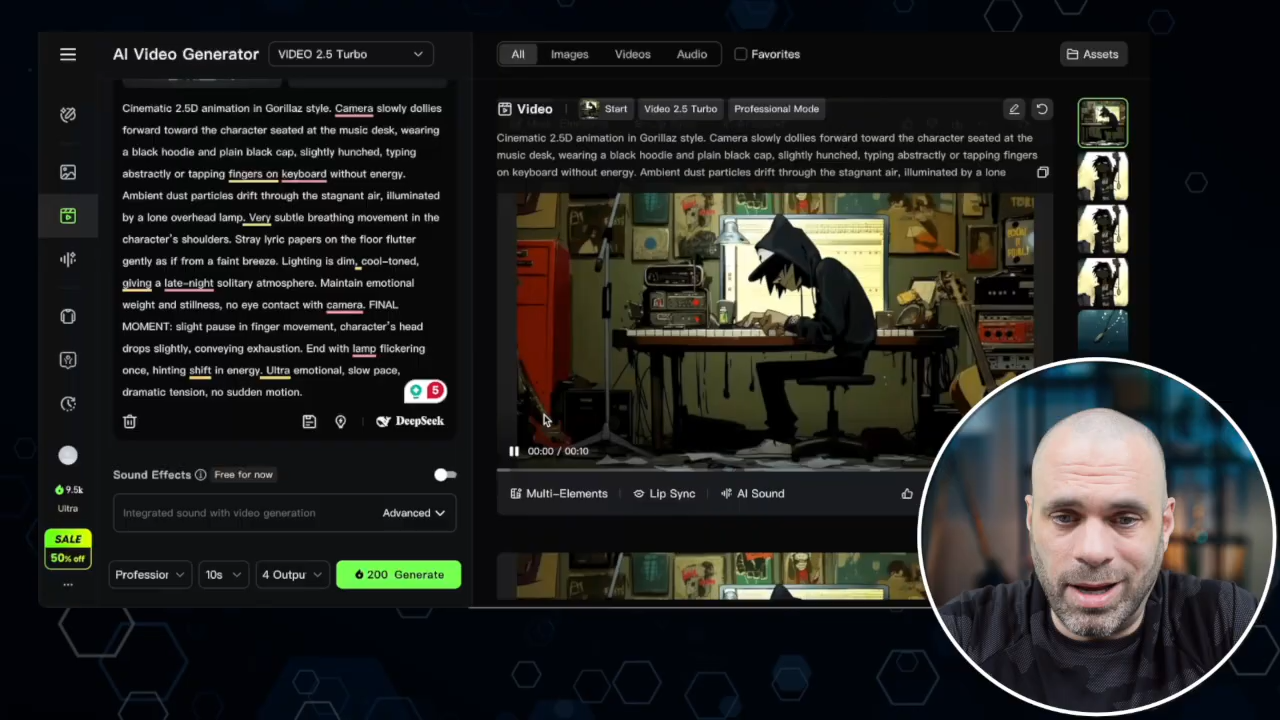 AI Video Generator
VIDEO 2.5 Turbo
Cinematic 2.5D animation in Gorillaz style. Camera slowly dollies
forward toward the character seated at the music desk, wearing
a black hoodie and plain black cap, slightly hunched, typing
abstractly or tapping fingers on keyboard without energy.
Ambient dust particles drift through the stagnant air, illuminated
by a lone overhead lamp. Very subtle breathing movement in the
character's shoulders. Stray lyric papers on the floor flutter
gently as if from a faint breeze. Lighting is dim, cool-toned,
giving a late-night solitary atmosphere. Maintain emotional
weight and stillness, no eye contact with camera. FINAL
MOMENT: slight pause in finger movement, character's head
drops slightly, conveying exhaustion. End with lamp flickering
once, hinting shift in energy. Ultra emotional, slow pace,
dramatic tension, no sudden motion.
5
DeepSeek
Sound Effects
Free for now
Integrated sound with video generation
Advanced
9.5k
Ultra
SALE
50% off
Professior
10s
4 Outpu
200 Generate
All
Images
Videos
Audio
Favorites
Assets
Video
Start
Video 2.5 Turbo
Professional Mode
Cinematic 2.5D animation in Gorillaz style. Camera slowly dollies forward toward the character seated at the
music desk, wearing a black hoodie and plain black cap, slightly hunched, typing abstractly or tapping fingers
on keyboard without energy. Ambient dust particles drift through the stagnant air, illuminated by a lone
00:00 / 00:10
Multi-Elements
Lip Sync
AI Sound